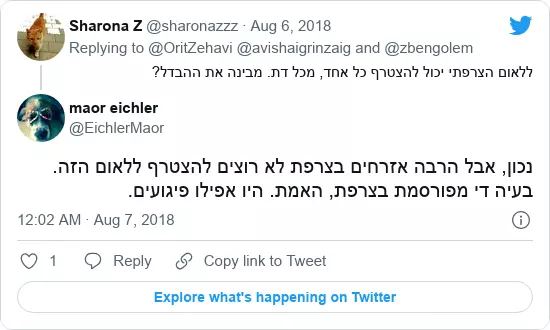 Sharona Z @sharonazzz · Aug 6, 2018
Replying to @OritZehavi @avishaigrinzaig and @zbengolem
ללאום הצרפתי יכול להצטרף כל אחד, מכל דת. מבינה את ההבדל?
maor eichler
@EichlerMaor
נכון, אבל הרבה אזרחים בצרפת לא רוצים להצטרף ללאום הזה.
בעיה די מפורסמת בצרפת, האמת. היו אפילו פיגועים.
12:02 AM · Aug 7, 2018
1 Reply Copy link to Tweet
Explore what's happening on Twitter